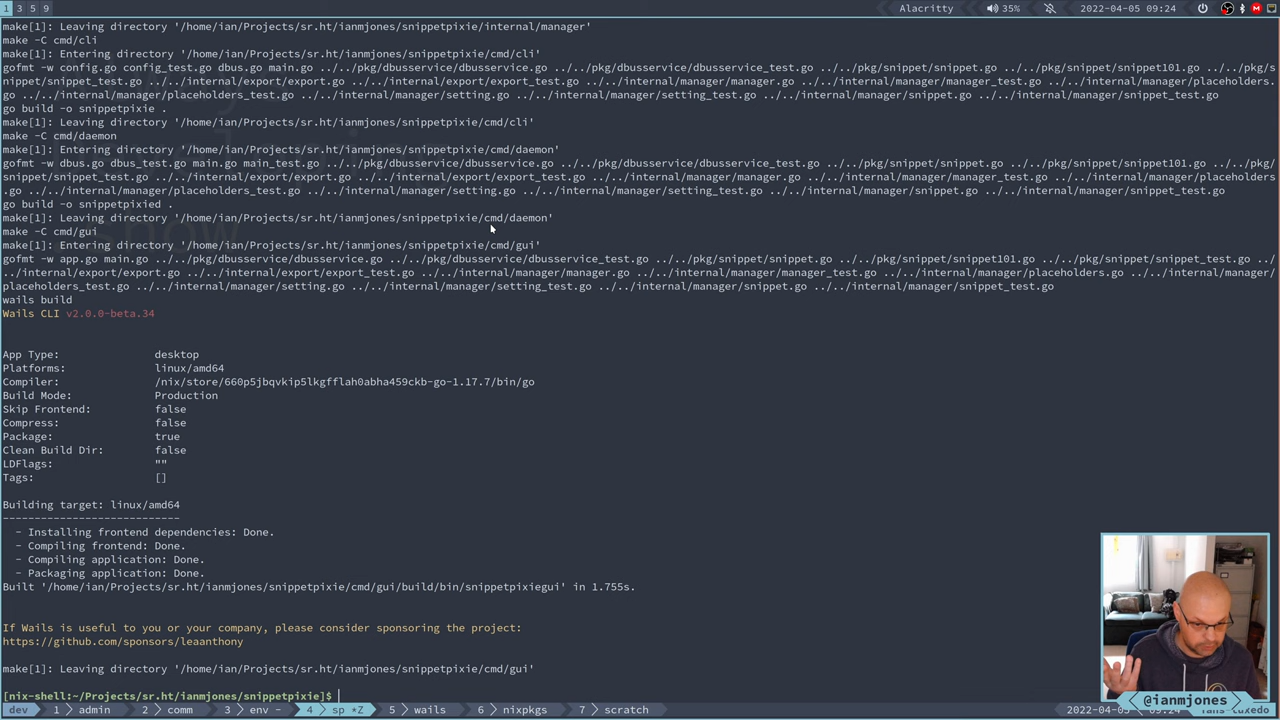 1 3 5 9 Alacritty 35% 2022-04-05 09:24
make[1]: Leaving directory '/home/ian/Projects/sr.ht/ianmjones/snippetpixie/internal/manager'
make -C cmd/cli
make[1]: Entering directory '/home/ian/Projects/sr.ht/ianmjones/snippetpixie/cmd/cli'
gofmt -w config.go config_test.go dbus.go main.go ../../pkg/dbusservice/dbusservice.go ../../pkg/dbusservice/dbusservice_test.go ../../pkg/snippet/snippet.go ../../pkg/snippet/snippet101.go ../../pkg/s
nippet/snippet_test.go ../../internal/export/export.go ../../internal/export/export_test.go ../../internal/manager/manager.go ../../internal/manager/manager_test.go ../../internal/manager/placeholders.
go ../../internal/manager/placeholders_test.go ../../internal/manager/setting.go ../../internal/manager/setting_test.go ../../internal/manager/snippet.go ../../internal/manager/snippet_test.go
go build -o snippetpixie .
make[1]: Leaving directory '/home/ian/Projects/sr.ht/ianmjones/snippetpixie/cmd/cli'
make -C cmd/daemon
make[1]: Entering directory '/home/ian/Projects/sr.ht/ianmjones/snippetpixie/cmd/daemon'
gofmt -w dbus.go dbus_test.go main.go main_test.go ../../pkg/dbusservice/dbusservice.go ../../pkg/dbusservice/dbusservice_test.go ../../pkg/snippet/snippet.go ../../pkg/snippet/snippet101.go ../../pkg/
snippet/snippet_test.go ../../internal/export/export.go ../../internal/export/export_test.go ../../internal/manager/manager.go ../../internal/manager/manager_test.go ../../internal/manager/placeholders
.go ../../internal/manager/placeholders_test.go ../../internal/manager/setting.go ../../internal/manager/setting_test.go ../../internal/manager/snippet.go ../../internal/manager/snippet_test.go
go build -o snippetpixied .
make[1]: Leaving directory '/home/ian/Projects/sr.ht/ianmjones/snippetpixie/cmd/daemon'
make -C cmd/gui
make[1]: Entering directory '/home/ian/Projects/sr.ht/ianmjones/snippetpixie/cmd/gui'
gofmt -w app.go main.go ../../pkg/dbusservice/dbusservice.go ../../pkg/dbusservice/dbusservice_test.go ../../pkg/snippet/snippet.go ../../pkg/snippet/snippet101.go ../../pkg/snippet/snippet_test.go ..
/../internal/export/export.go ../../internal/export/export_test.go ../../internal/manager/manager.go ../../internal/manager/manager_test.go ../../internal/manager/placeholders.go ../../internal/manager/
placeholders_test.go ../../internal/manager/setting.go ../../internal/manager/setting_test.go ../../internal/manager/snippet.go ../../internal/manager/snippet_test.go
wails build
Wails CLI v2.0.0-beta.34
App Type: desktop
Platforms: linux/amd64
Compiler: /nix/store/660p5jbqvkip5lkgfflah0abha459ckb-go-1.17.7/bin/go
Build Mode: Production
Skip Frontend: false
Compress: false
Package: true
Clean Build Dir: false
LDFlags: ""
Tags: []
Building target: linux/amd64
----------------------------
- Installing frontend dependencies: Done.
- Compiling frontend: Done.
- Compiling application: Done.
- Packaging application: Done.
Built '/home/ian/Projects/sr.ht/ianmjones/snippetpixie/cmd/gui/build/bin/snippetpixiegui' in 1.755s.
If Wails is useful to you or your company, please consider sponsoring the project:
https://github.com/sponsors/leaanthony
make[1]: Leaving directory '/home/ian/Projects/sr.ht/ianmjones/snippetpixie/cmd/gui'
[nix-shell:~/Projects/sr.ht/ianmjones/snippetpixie]$
@ianmjones
dev 1 admin 2 comm 3 env - 4 sp *Z 5 wails 6 nixpkgs 7 scratch 2022-04-05 tuxedo